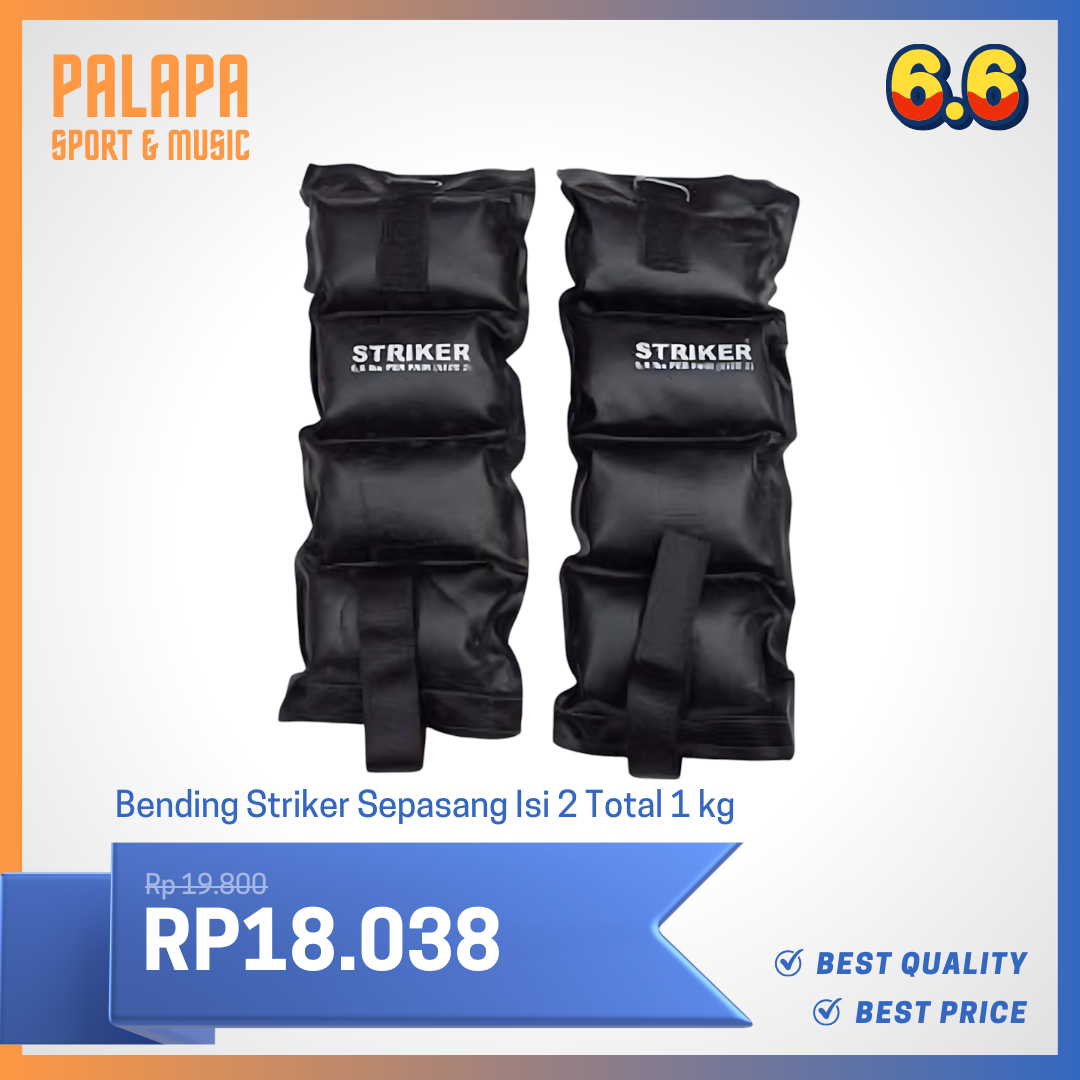 PALAPA
SPORT & MUSIC
6.6
STRIKER
STRIKER
Bending Striker Sepasang Isi 2 Total 1 kg
Rp 19.800
RP18.038
BEST QUALITY
BEST PRICE